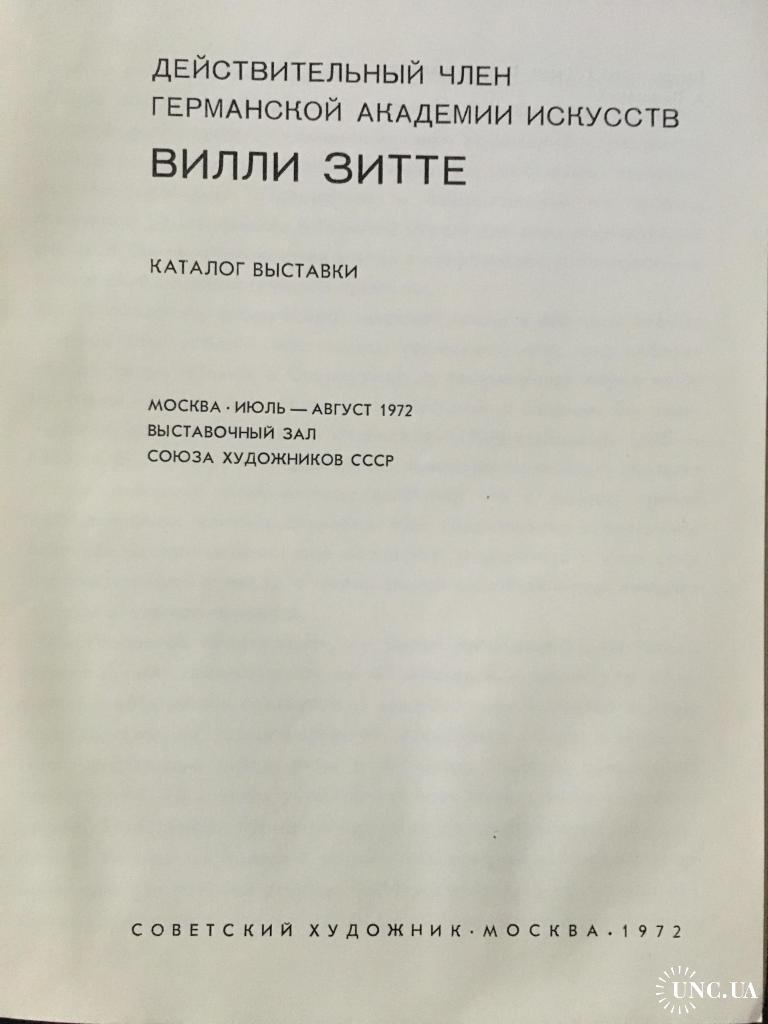 ДЕЙСТВИТЕЛЬНЫЙ ЧЛЕН
ГЕРМАНСКОЙ АКАДЕМИИ ИСКУССТВ
ВИЛЛИ ЗИТТЕ
КАТАЛОГ ВЫСТАВКИ
МОСКВА · ИЮЛЬ — АВГУСТ 1972
ВЫСТАВОЧНЫЙ ЗАЛ
СОЮЗА ХУДОЖНИКОВ СССР
СОВЕТСКИЙ ХУДОЖНИК · МОСКВА · 1972
UNC.UA